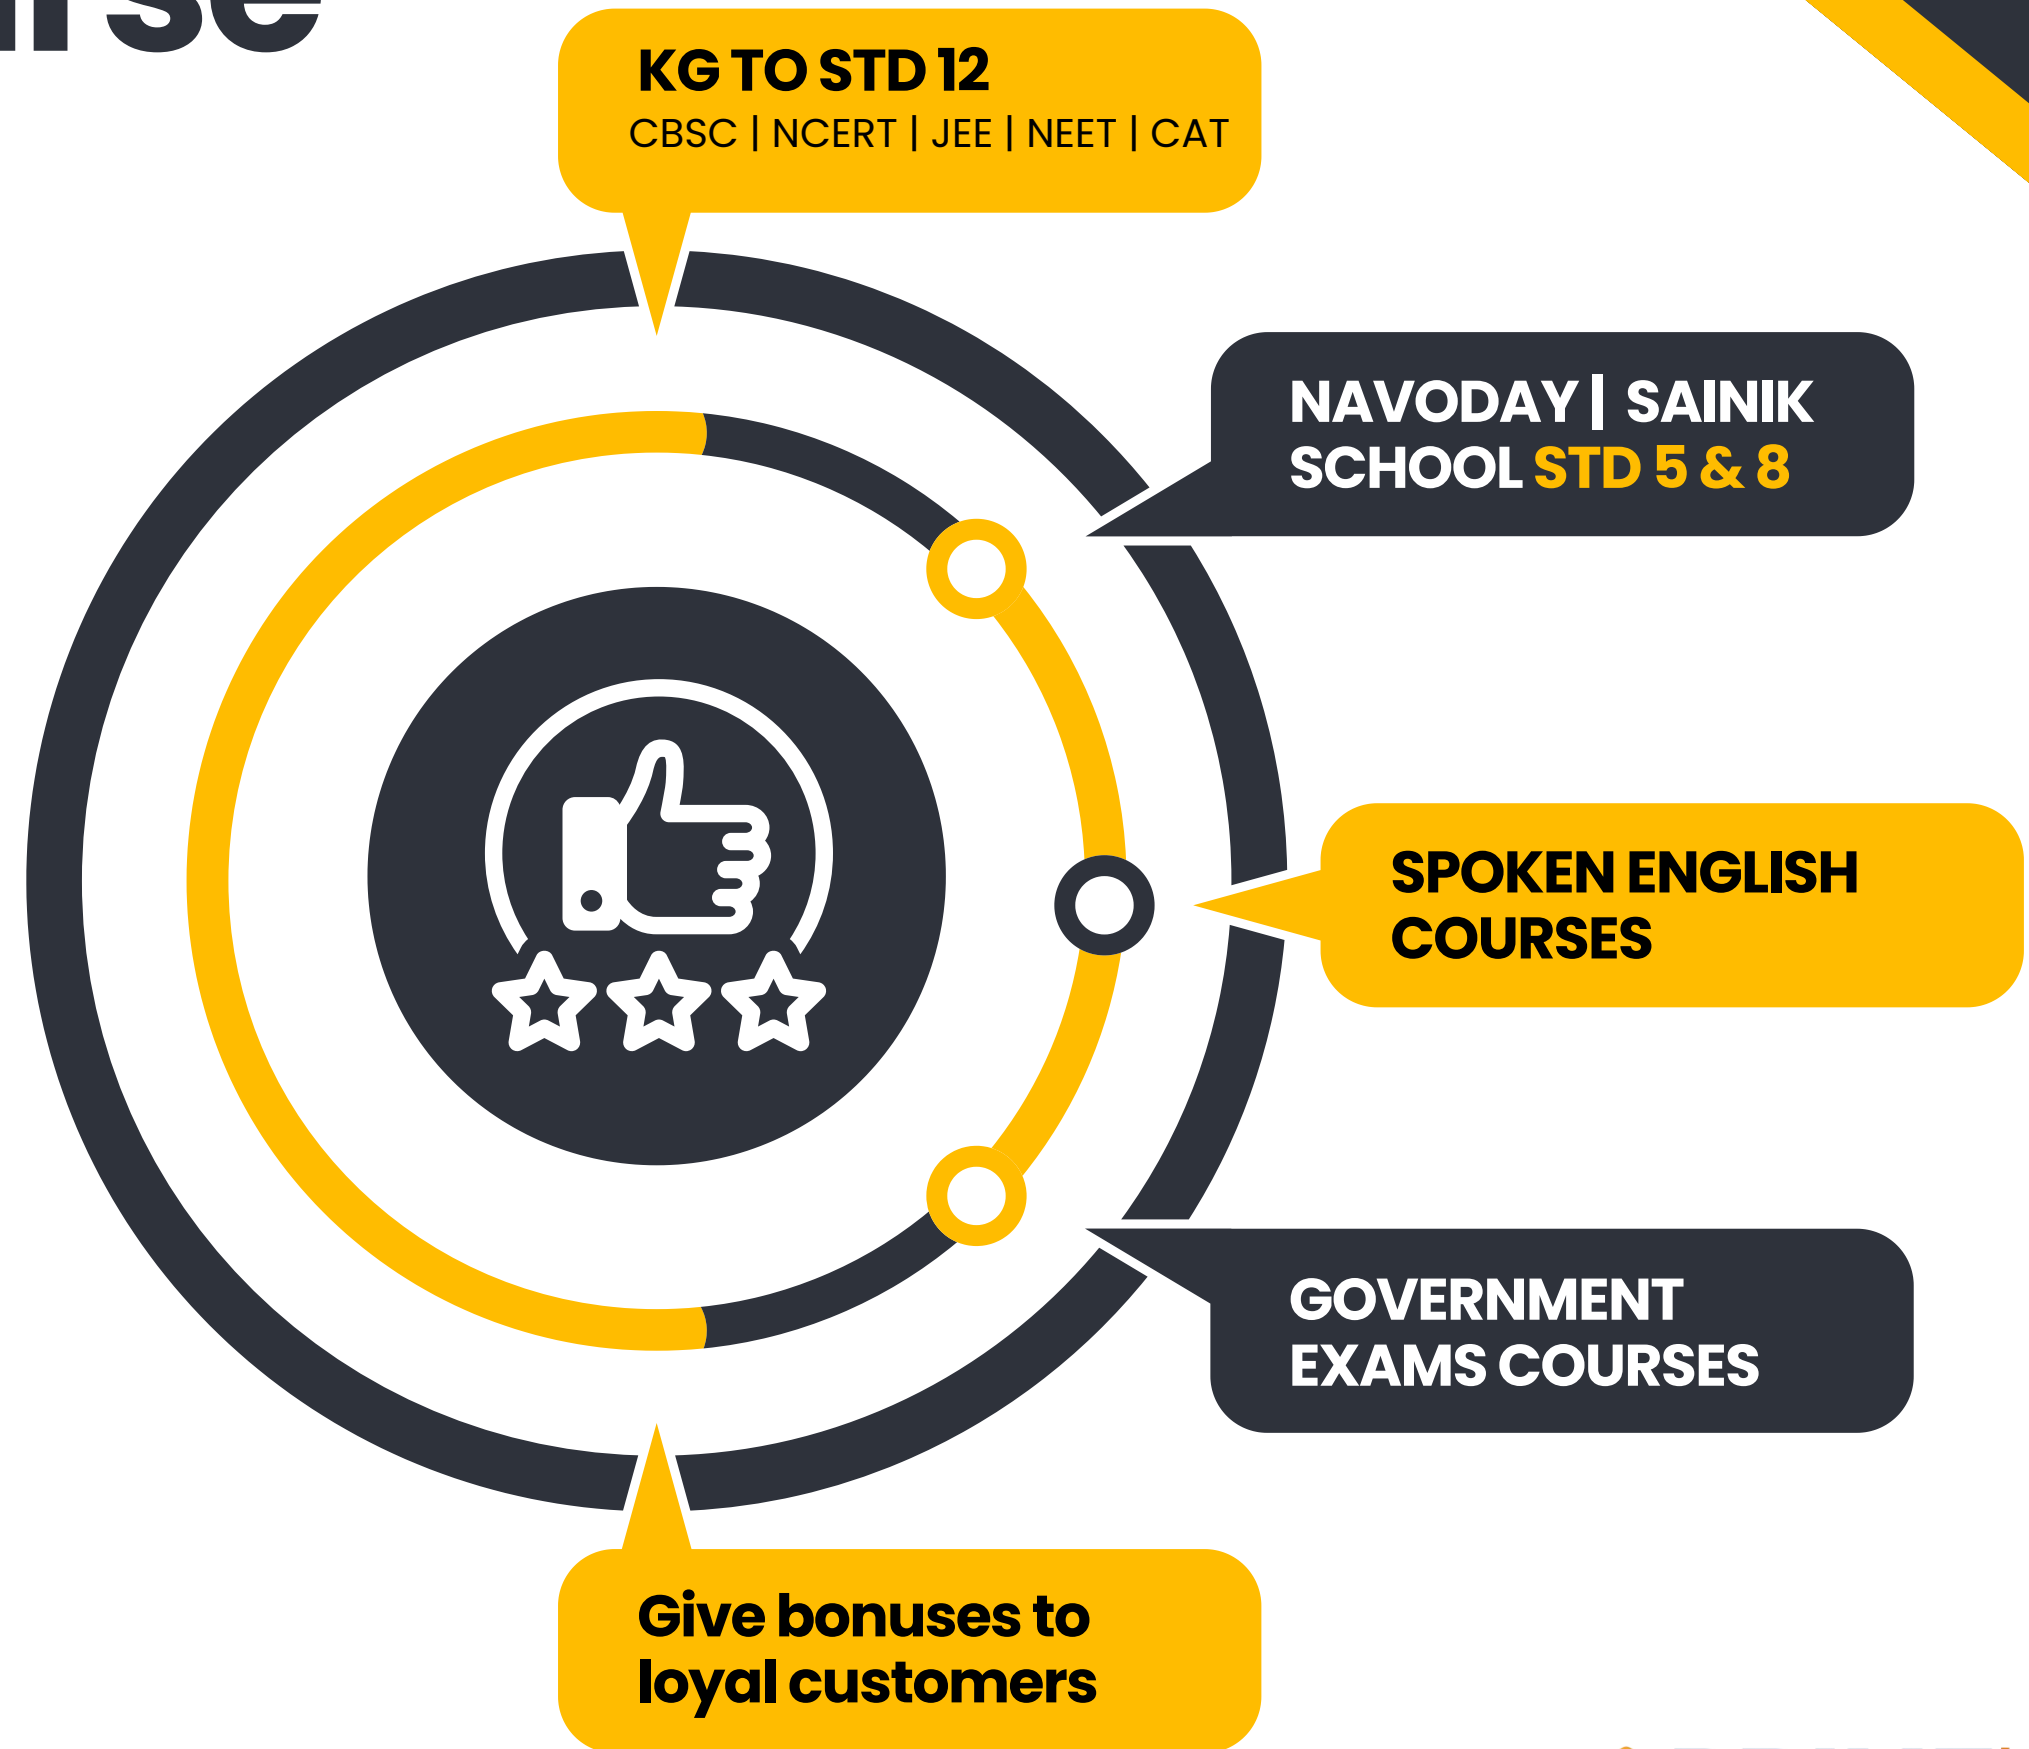 KG TO STD 12
CBSC | NCERT | JEE | NEET | CAT
NAVODAY| SAINIK
SCHOOL STD 5 & 8
SPOKEN ENGLISH
COURSES
GOVERNMENT
EXAMS COURSES
Give bonuses to
loyal customers